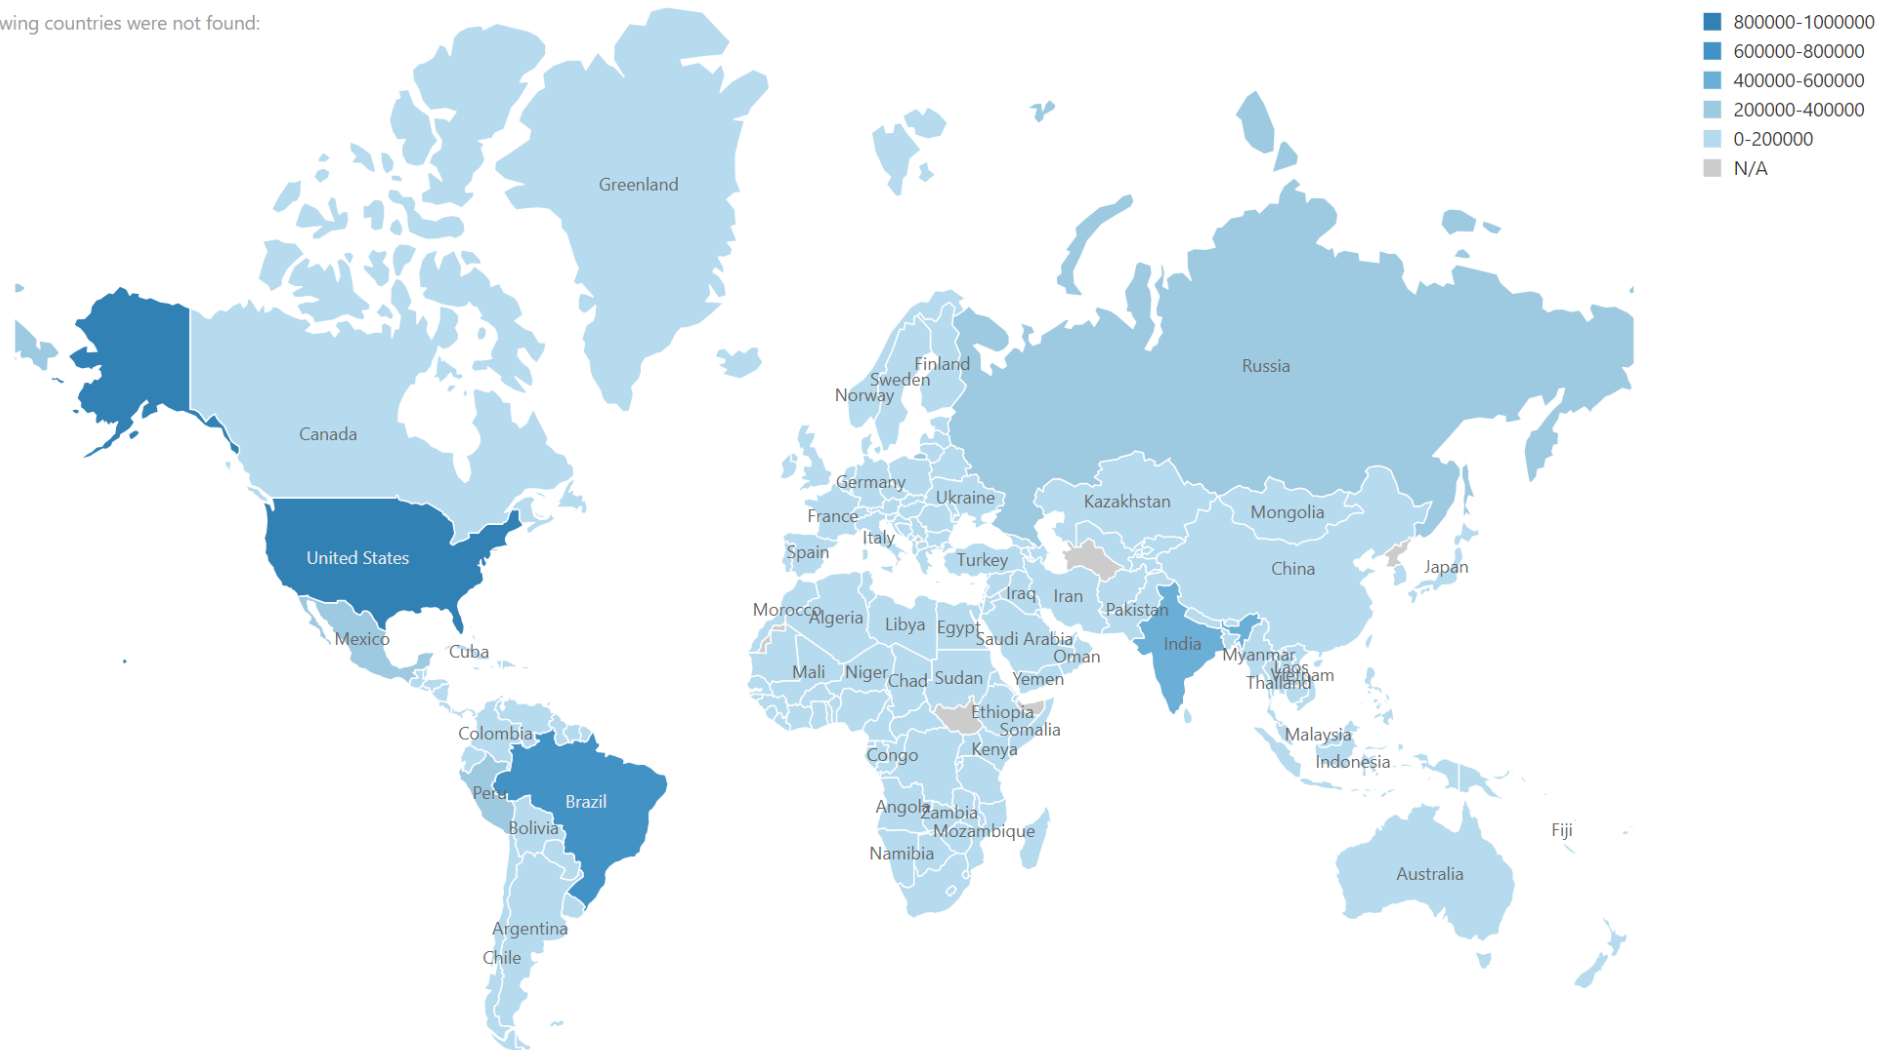 wing countries were not found:
800000-1000000
600000-800000
400000-600000
200000-400000
0-200000
N/A
Greenland
Russia
Finland
Sweden
Norway
Canada
Germany
Ukraine
Kazakhstan
Mongolia
France
Italy
Spain
United States
Turkey
China
Japan
Iraq
Iran
Pakistan
Morocco
Algeria
Libya
Egypt
Saudi Arabia
Oman
India
Mexico
Cuba
Myanmar
Laos
Vietnam
Thailand
Mali
Niger
Chad
Sudan
Yemen
Ethiopia
Somalia
Colombia
Congo
Kenya
Malaysia
Indonesia
Peru
Brazil
Angola
Zambia
Bolivia
Mozambique
Fiji
Namibia
Australia
Argentina
Chile